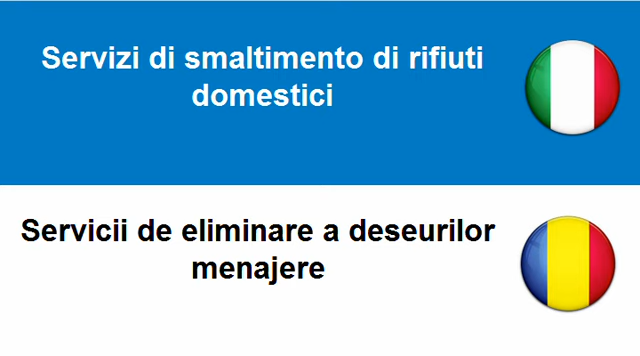 Servizi di smaltimento di rifiuti
domestici
Servicii de eliminare a deseurilor
menajere